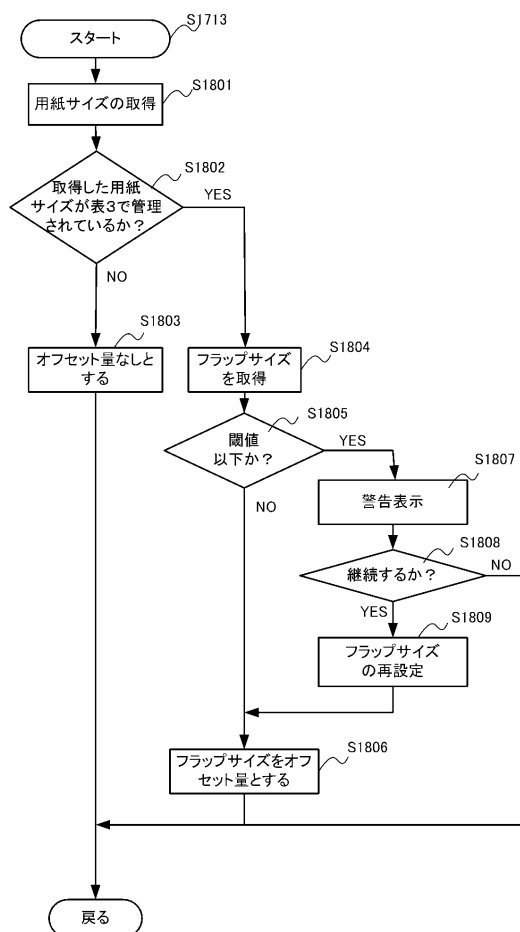 スタート
S1713
用紙サイズの取得
S1801
取得した用紙
サイズが表3で管理
されているか？
S1802
YES
NO
オフセット量なしと
する
S1803
フラップサイズ
を取得
S1804
閾値
以下か？
S1805
YES
NO
警告表示
S1807
継続するか？
S1808
NO
YES
フラップサイズ
の再設定
S1809
フラップサイズをオフ
セット量とする
S1806
戻る